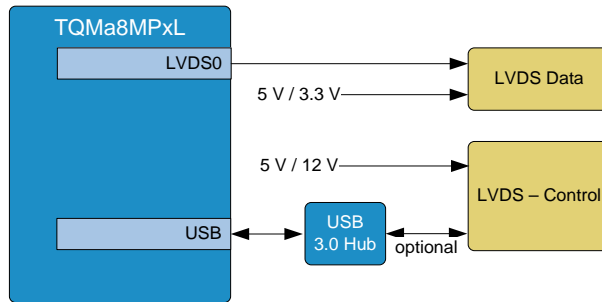 TQMa8MPxL
LVDS0
LVDS Data
5 V / 3.3 V
5 V / 12 V
LVDS – Control
USB
USB
3.0 Hub
optional